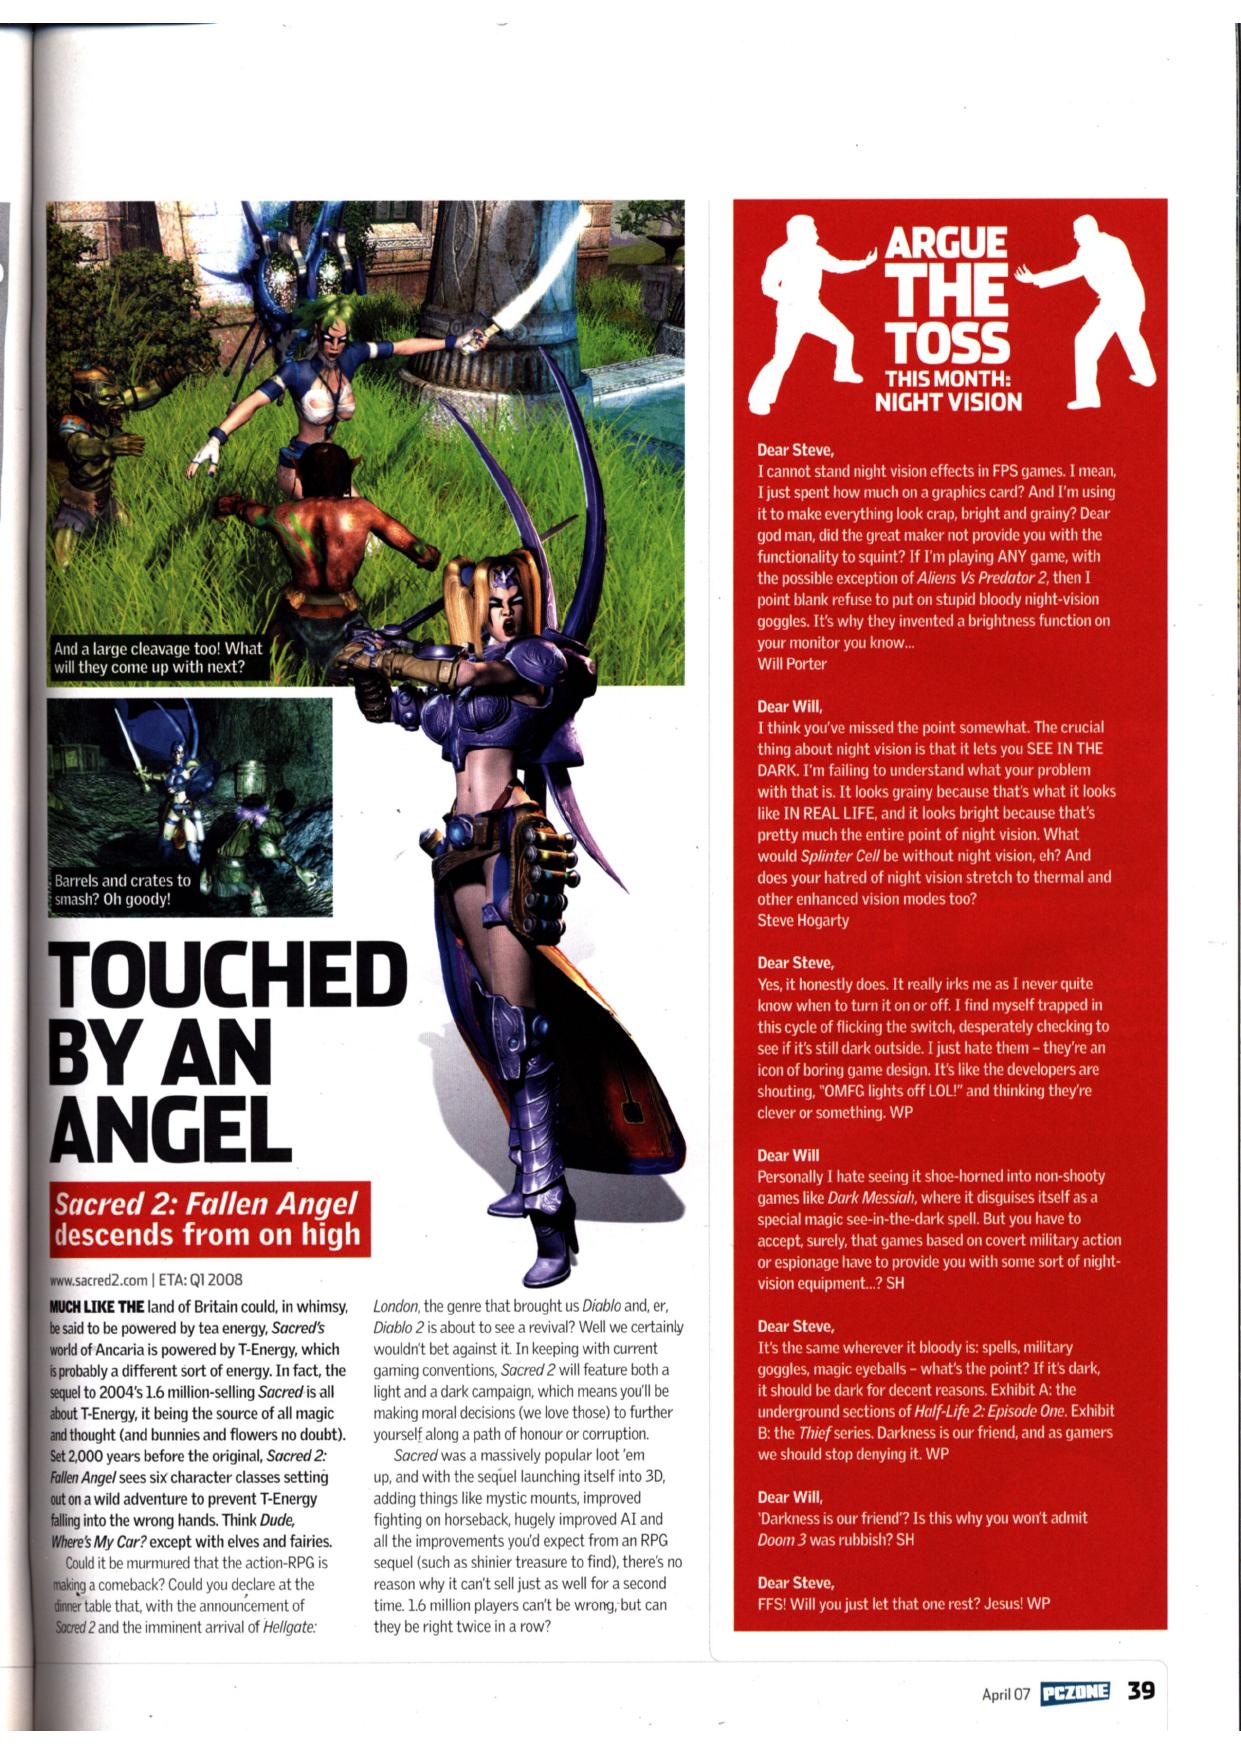 And a large cleavage too! What
will they come up with next?
Barrels and crates to
smash? Oh goody!
TOUCHED
BY AN
ANGEL
Sacred 2: Fallen Angel
descends from on high
www.sacred2.com | ETA: Q1 2008
MUCH LIKE THE land of Britain could, in whimsy,
be said to be powered by tea energy, Sacred's
world of Ancaria is powered by T-Energy, which
is probably a different sort of energy. In fact, the
sequel to 2004's 1.6 million-selling Sacred is all
about T-Energy, it being the source of all magic
and thought (and bunnies and flowers no doubt).
Set 2,000 years before the original, Sacred 2:
Fallen Angel sees six character classes setting
out on a wild adventure to prevent T-Energy
falling into the wrong hands. Think Dude,
Where's My Car? except with elves and fairies.
Could it be murmured that the action-RPG is
making a comeback? Could you declare at the
dinner table that, with the announcement of
Sacred 2 and the imminent arrival of Hellgate:
London, the genre that brought us Diablo and, er,
Diablo 2 is about to see a revival? Well we certainly
wouldn't bet against it. In keeping with current
gaming conventions, Sacred 2 will feature both a
light and a dark campaign, which means you'll be
making moral decisions (we love those) to further
yourself along a path of honour or corruption.
Sacred was a massively popular loot 'em
up, and with the sequel launching itself into 3D,
adding things like mystic mounts, improved
fighting on horseback, hugely improved AI and
all the improvements you'd expect from an RPG
sequel (such as shinier treasure to find), there's no
reason why it can't sell just as well for a second
time. 1.6 million players can't be wrong, but can
they be right twice in a row?
ARGUE
THE
TOSS
THIS MONTH:
NIGHT VISION
Dear Steve,
I cannot stand night vision effects in FPS games. I mean,
I just spent how much on a graphics card? And I'm using
it to make everything look crap, bright and grainy? Dear
god man, did the great maker not provide you with the
functionality to squint? If I'm playing ANY game, with
the possible exception of Aliens Vs Predator 2, then I
point blank refuse to put on stupid bloody night-vision
goggles. It's why they invented a brightness function on
your monitor you know...
Will Porter
Dear Will,
I think you've missed the point somewhat. The crucial
thing about night vision is that it lets you SEE IN THE
DARK. I'm failing to understand what your problem
with that is. It looks grainy because that's what it looks
like IN REAL LIFE, and it looks bright because that's
pretty much the entire point of night vision. What
would Splinter Cell be without night vision, eh? And
does your hatred of night vision stretch to thermal and
other enhanced vision modes too?
Steve Hogarty
Dear Steve,
Yes, it honestly does. It really irks me as I never quite
know when to turn it on or off. I find myself trapped in
this cycle of flicking the switch, desperately checking to
see if it's still dark outside. I just hate them – they're an
icon of boring game design. It's like the developers are
shouting, "OMFG lights off LOL!" and thinking they're
clever or something. WP
Dear Will
Personally I hate seeing it shoe-horned into non-shooty
games like Dark Messiah, where it disguises itself as a
special magic see-in-the-dark spell. But you have to
accept, surely, that games based on covert military action
or espionage have to provide you with some sort of night-
vision equipment...? SH
Dear Steve,
It's the same wherever it bloody is: spells, military
goggles, magic eyeballs – what's the point? If it's dark,
it should be dark for decent reasons. Exhibit A: the
underground sections of Half-Life 2: Episode One. Exhibit
B: the Thief series. Darkness is our friend, and as gamers
we should stop denying it. WP
Dear Will,
'Darkness is our friend'? Is this why you won't admit
Doom 3 was rubbish? SH
Dear Steve,
FFS! Will you just let that one rest? Jesus! WP
April 07 PCZONE 39